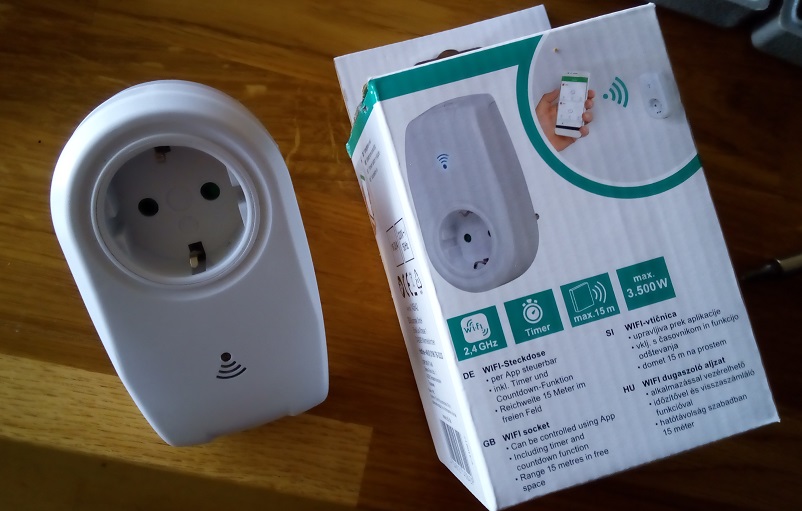 wifi
2,4 GHz
Timer
max. 15 m
max.
3.500 W
DE WIFI-Steckdose
• per App steuerbar
• inkl. Timer und
Countdown-Funktion
• Reichweite 15 Meter im
freien Feld
GB WIFI socket
• Can be controlled using App
• Including timer and
countdown function
• Range 15 metres in free
space
SI WIFI-vtičnica
• upravljiva prek aplikacije
• vklj. s časovnikom in funkcijo
odštevanja
• domet 15 m na prostem
HU WIFI dugaszoló aljzat
• alkalmazással vezérelhető
• időzítővel és visszaszámláló
funkcióval
• hatótávolság szabadban
15 méter